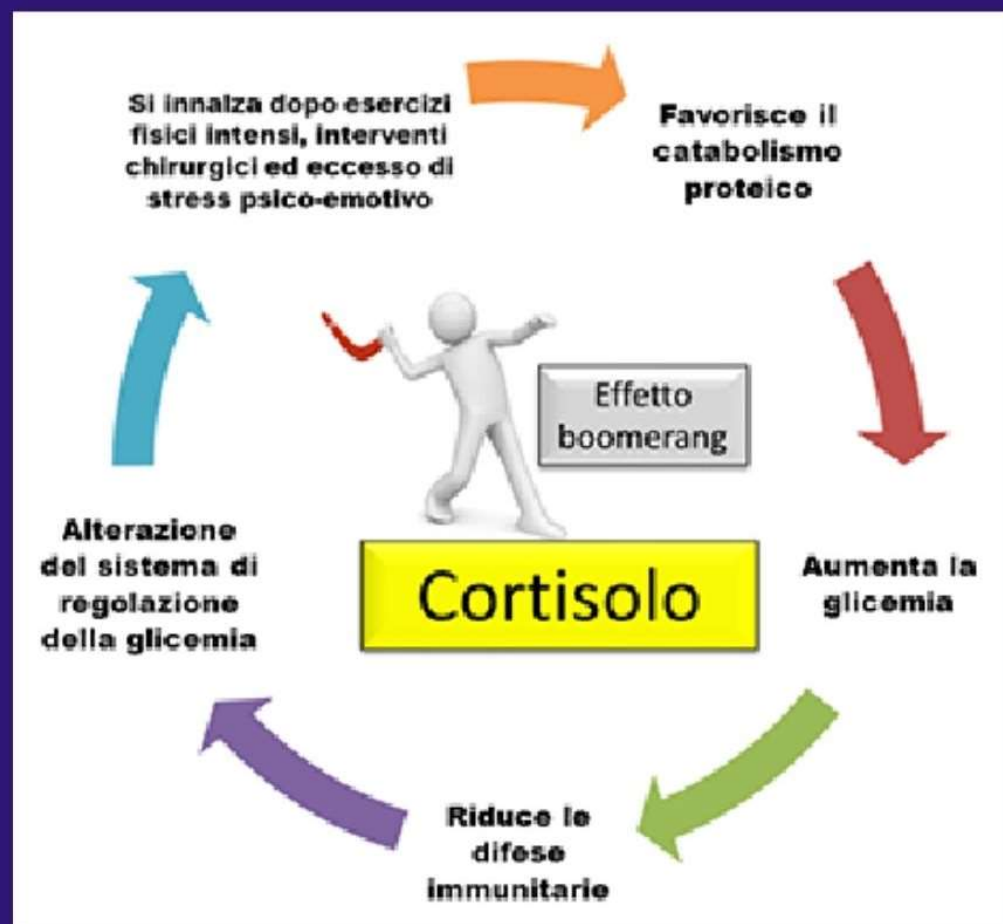 Si innalza dopo esercizi
fisici intensi, interventi
chirurgici ed eccesso di
stress psico-emotivo
Favorisce il
catabolismo
proteico
Aumenta la
glicemia
Riduce le
difese
immunitarie
Alterazione
del sistema di
regolazione
della glicemia
Effetto
boomerang
Cortisolo